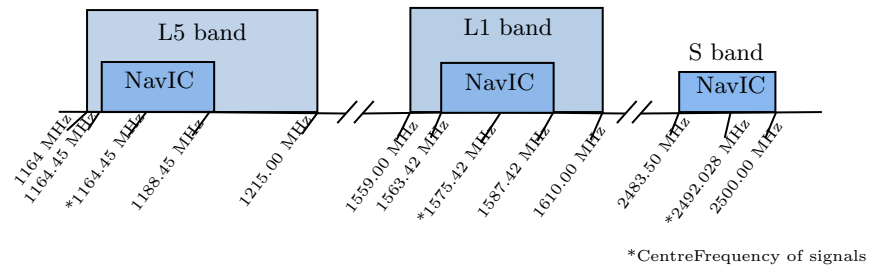 L5 band
L1 band
S band
NavIC
NavIC
NavIC
1164 MHz
1164.45 MHz
*1164.45 MHz
1188.45 MHz
1215.00 MHz
1559.00 MHz
1563.42 MHz
*1575.42 MHz
1587.42 MHz
1610.00 MHz
2483.50 MHz
*2492.028 MHz
2500.00 MHz
*CentreFrequency of signals